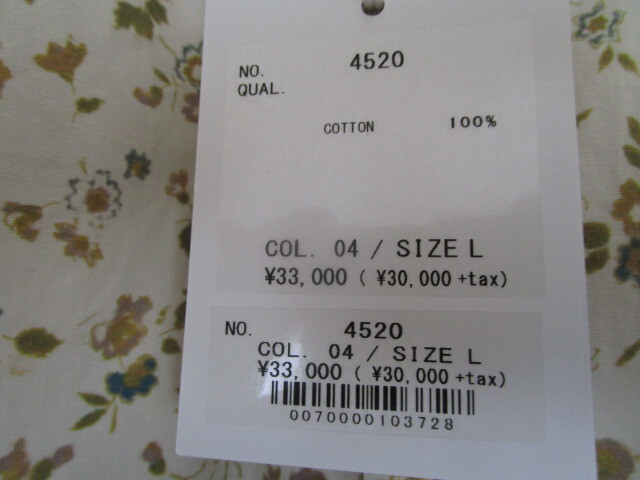 NO. 4520
QUAL.
COTTON 100%
COL. 04 / SIZE L
¥33,000 ( ¥30,000 +tax)
NO. 4520
COL. 04 / SIZE L
¥33,000 ( ¥30,000 +tax)
0070000103728